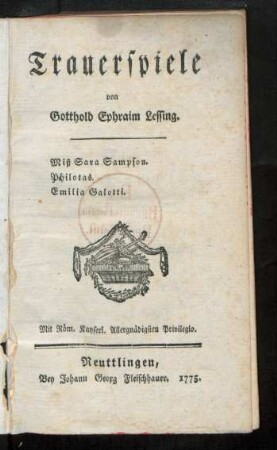 Trauerspiele
von
Gotthold Ephraim Lessing.
Miß Sara Sampson.
Philotas.
Emilia Galotti.
Mit Röm. Kayserl. Allergnädigsten Privilegio.
Reuttlingen,
Bey Johann Georg Fleischhauer, 1775.